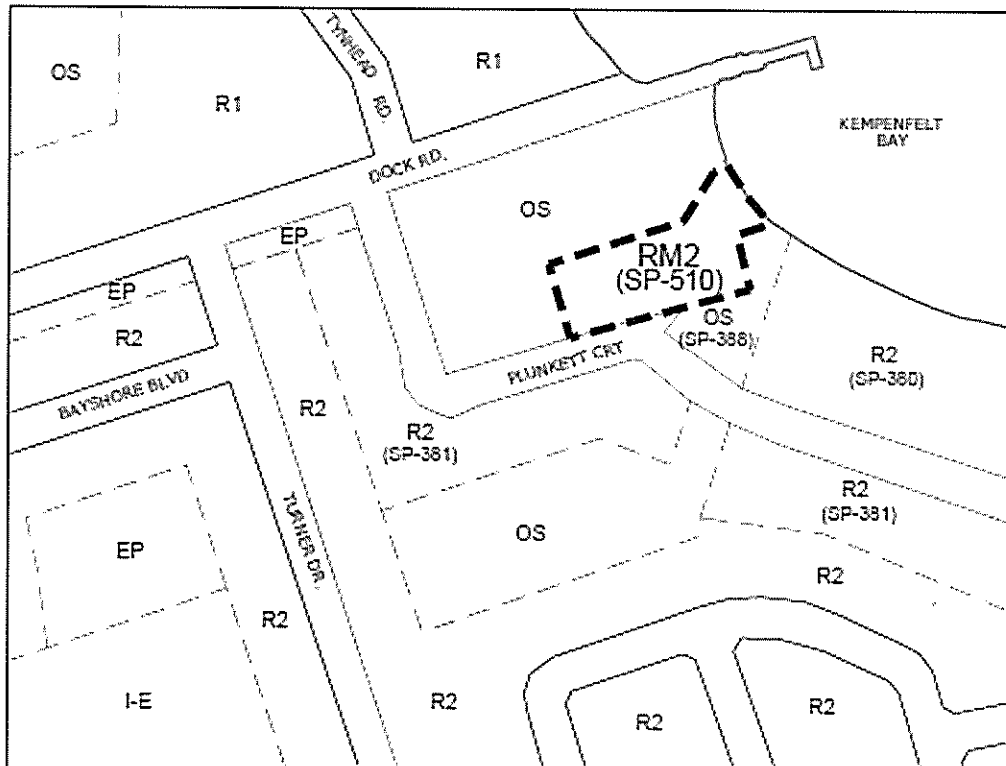 TYNHEAD RD.
OS
R1
R1
KEMPENFELT
BAY
DOCK RD.
OS
EP
RM2
(SP-510)
EP
OS
(SP-388)
R2
R2
(SP-380)
PLUNKETT CRT
BAYSHORE BLVD
R2
R2
(SP-381)
R2
(SP-381)
TURNER DR.
OS
EP
R2
R2
I-E
R2
R2
R2